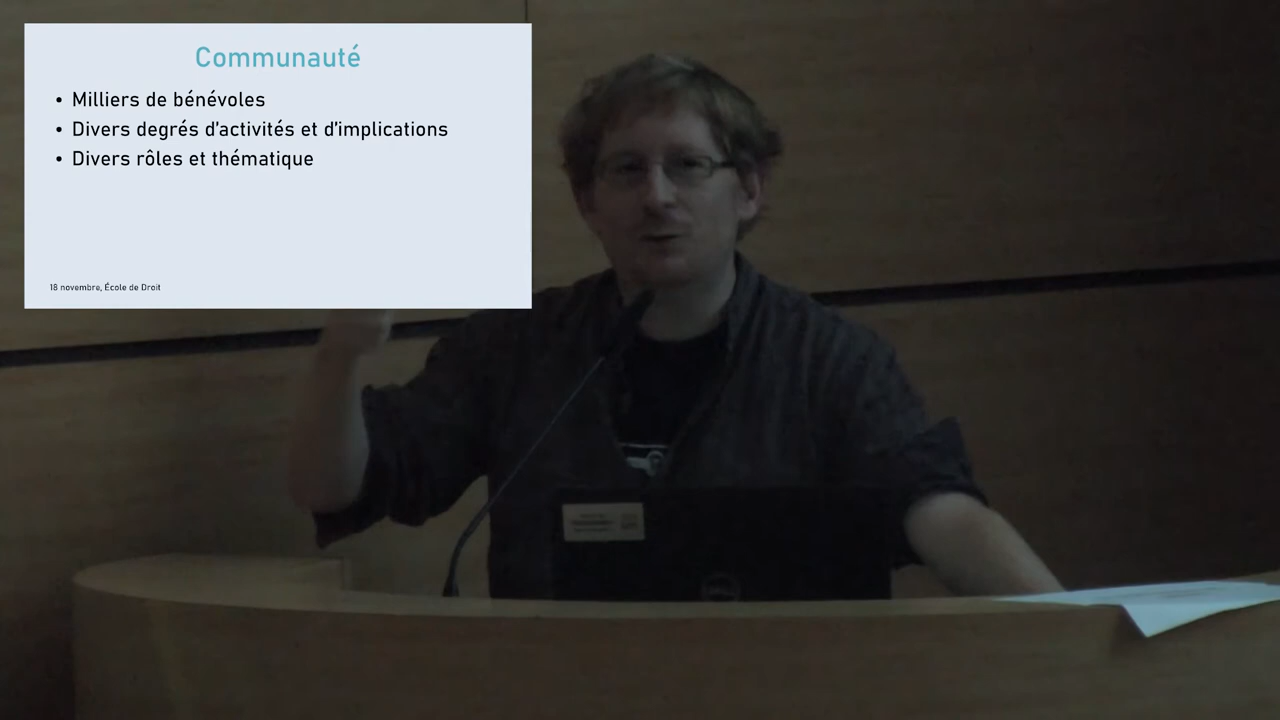 Communauté
• Milliers de bénévoles
• Divers degrés d'activités et d'implications
• Divers rôles et thématique
18 novembre, École de Droit